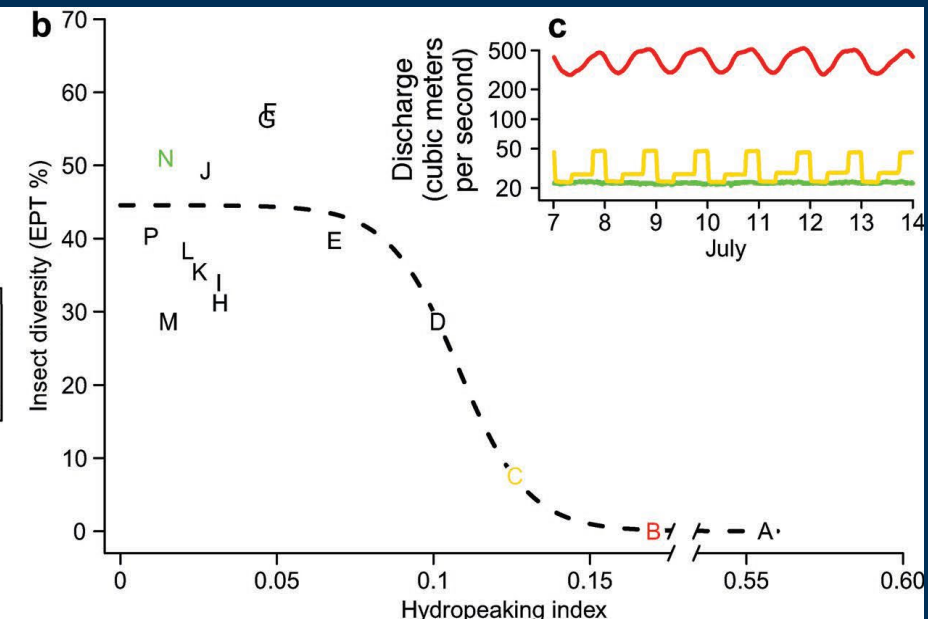 b
70
60
50
40
30
20
10
0
Insect diversity (EPT %)
F
G
N
J
P
L
K
I
H
M
E
D
C
B
A
0 0.05 0.1 0.15 0.55 0.60
Hydropeaking index
c
Discharge
(cubic meters
per second)
500
200
100
50
20
7 8 9 10 11 12 13 14
July